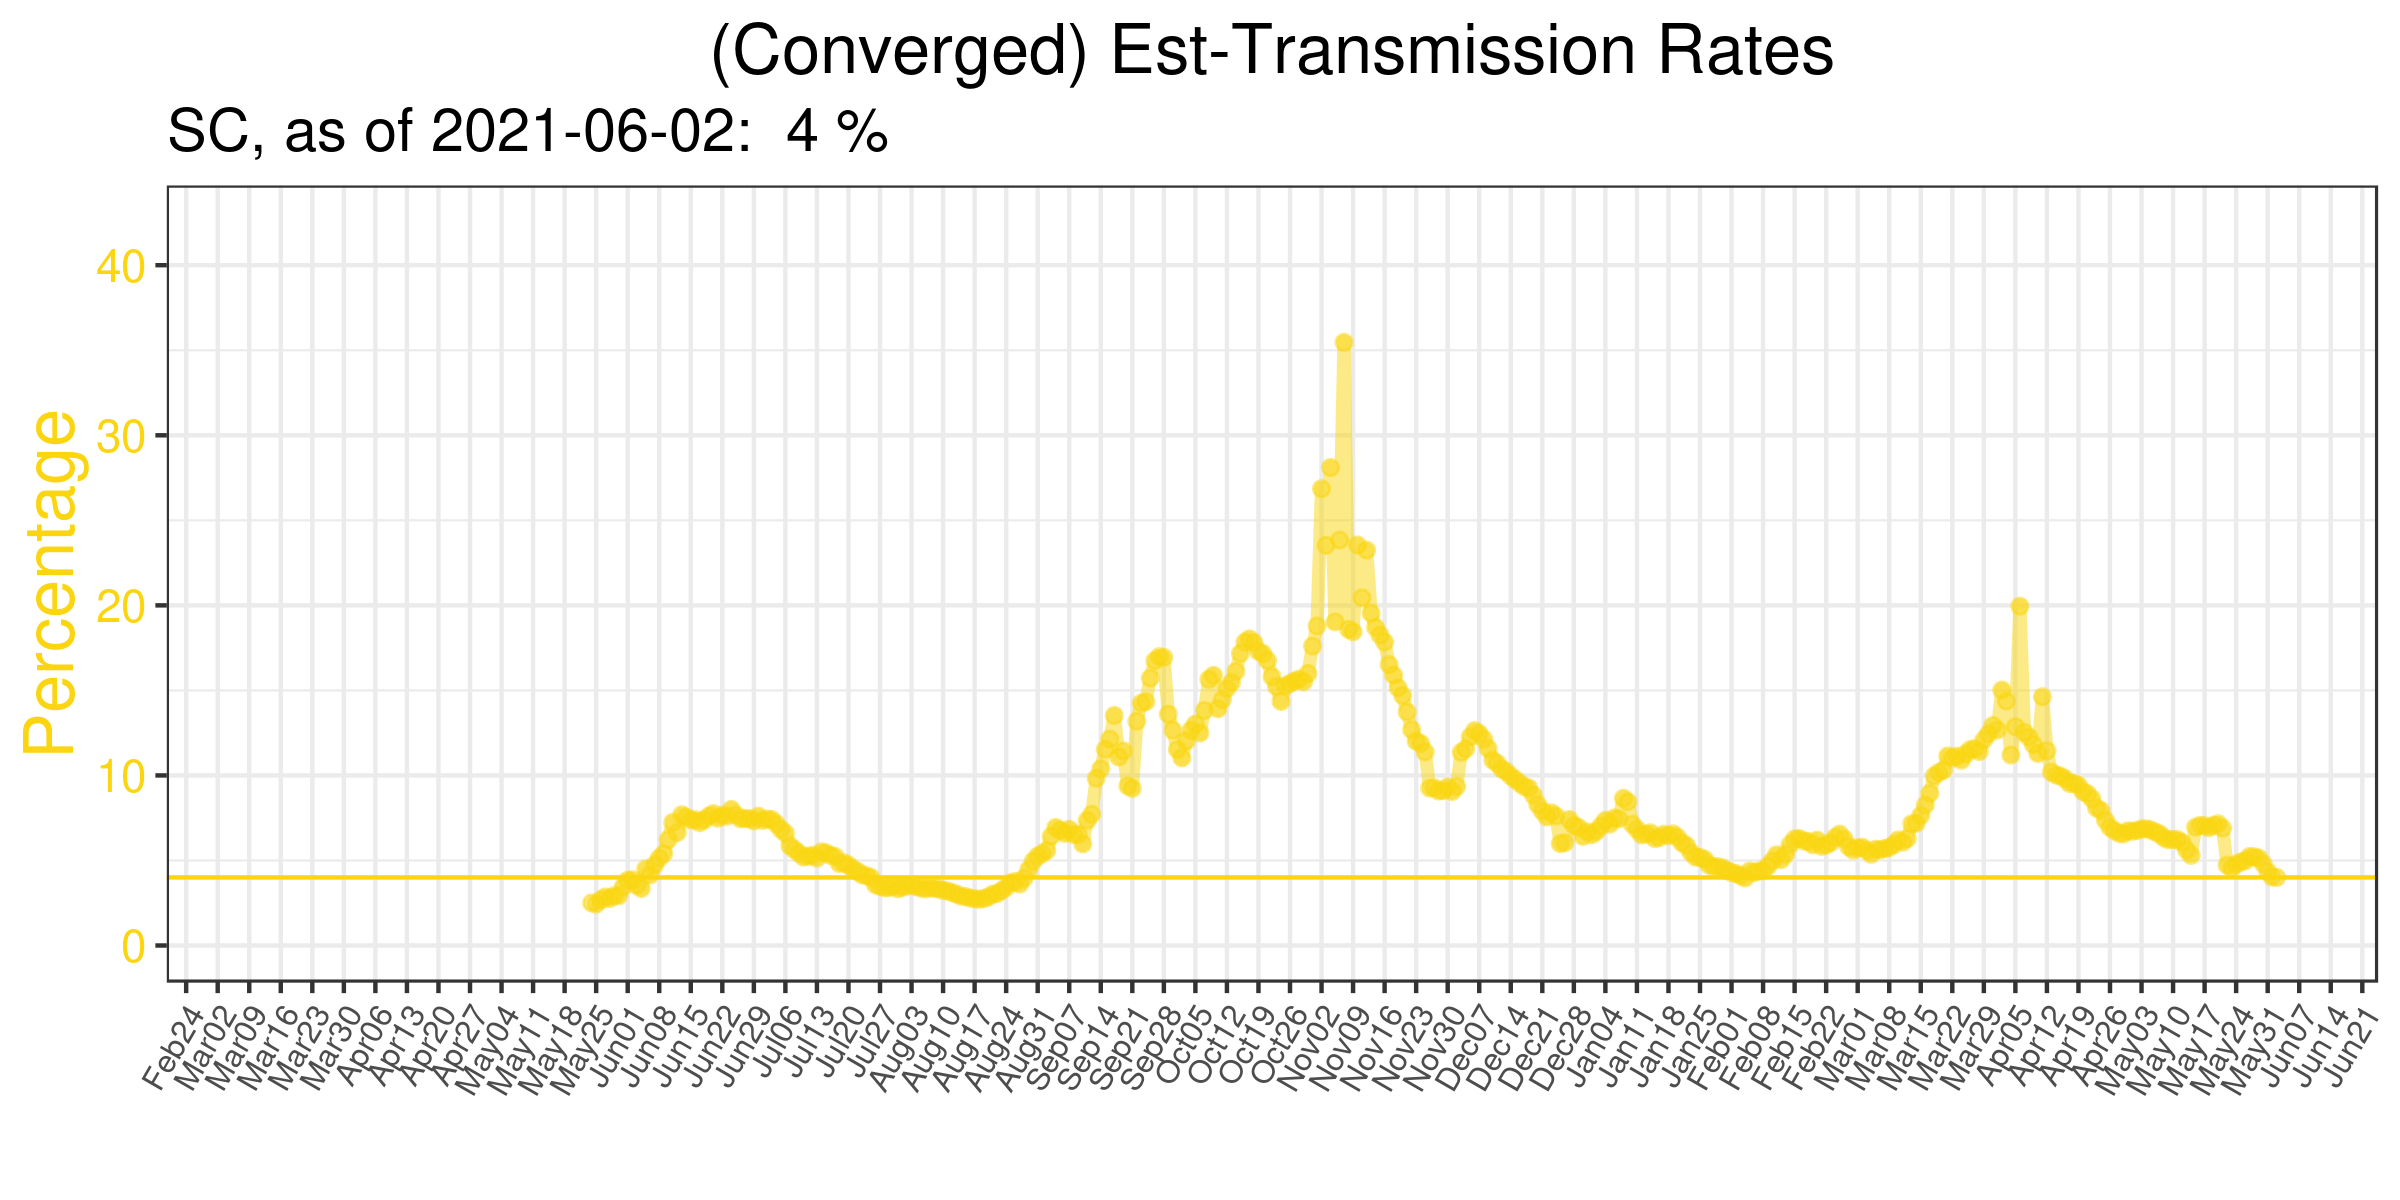 (Converged) Est-Transmission Rates
SC, as of 2021-06-02:  4 %
Percentage
40
30
20
10
0
Feb24
Mar02
Mar09
Mar16
Mar23
Mar30
Apr06
Apr13
Apr20
Apr27
May04
May11
May18
May25
Jun01
Jun08
Jun15
Jun22
Jun29
Jul06
Jul13
Jul20
Jul27
Aug03
Aug10
Aug17
Aug24
Aug31
Sep07
Sep14
Sep21
Sep28
Oct05
Oct12
Oct19
Oct26
Nov02
Nov09
Nov16
Nov23
Nov30
Dec07
Dec14
Dec21
Dec28
Jan04
Jan11
Jan18
Jan25
Feb01
Feb08
Feb15
Feb22
Mar01
Mar08
Mar15
Mar22
Mar29
Apr05
Apr12
Apr19
Apr26
May03
May10
May17
May24
May31
Jun07
Jun14
Jun21